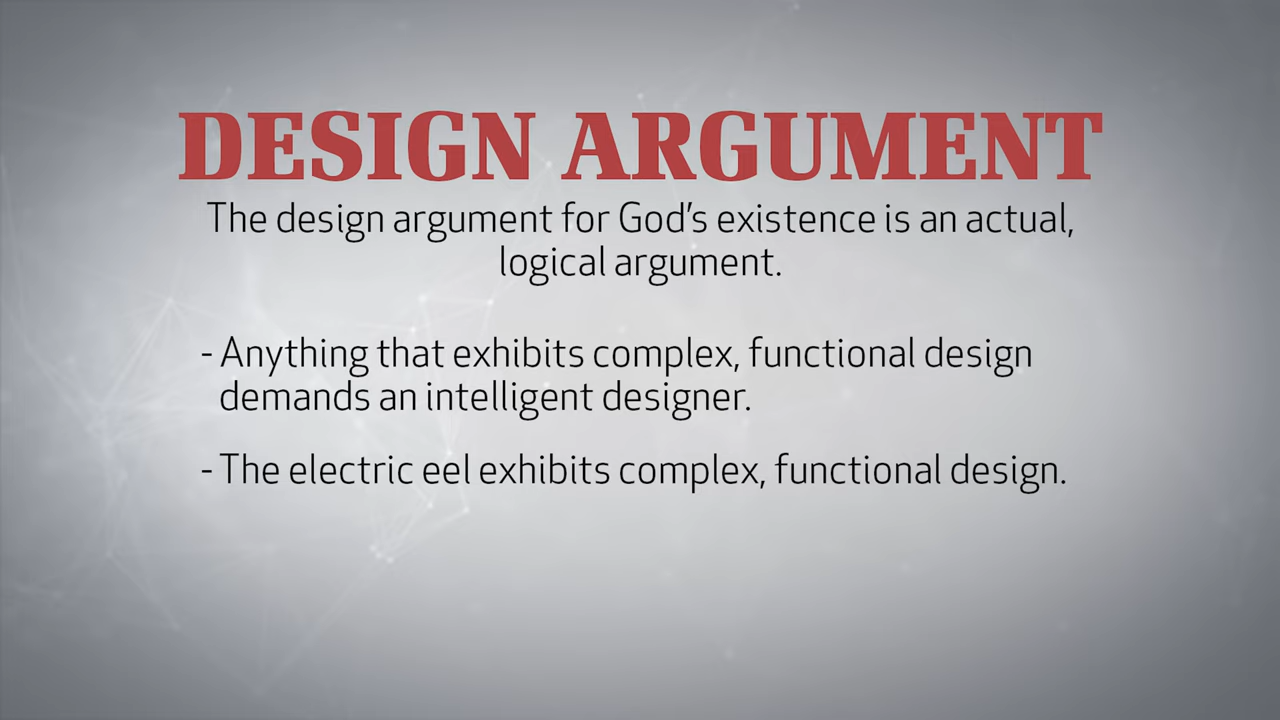 DESIGN ARGUMENT
The design argument for God’s existence is an actual,
logical argument.
- Anything that exhibits complex, functional design
demands an intelligent designer.
- The electric eel exhibits complex, functional design.